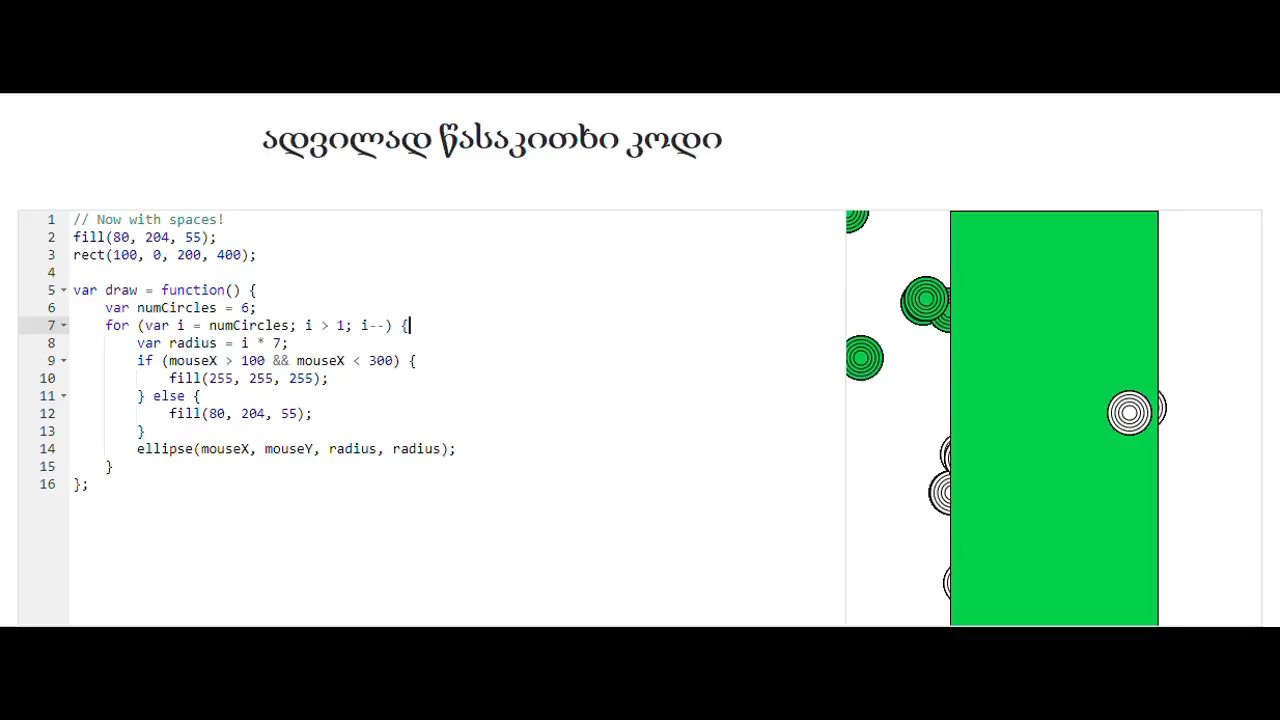 ადვილად წასაკითხი კოდი
1 // Now with spaces!
2 fill(80, 204, 55);
3 rect(100, 0, 200, 400);
4
5 var draw = function() {
6 var numCircles = 6;
7 for (var i = numCircles; i > 1; i--) {
8 var radius = i * 7;
9 if (mouseX > 100 && mouseX < 300) {
10 fill(255, 255, 255);
11 } else {
12 fill(80, 204, 55);
13 }
14 ellipse(mouseX, mouseY, radius, radius);
15 }
16 };